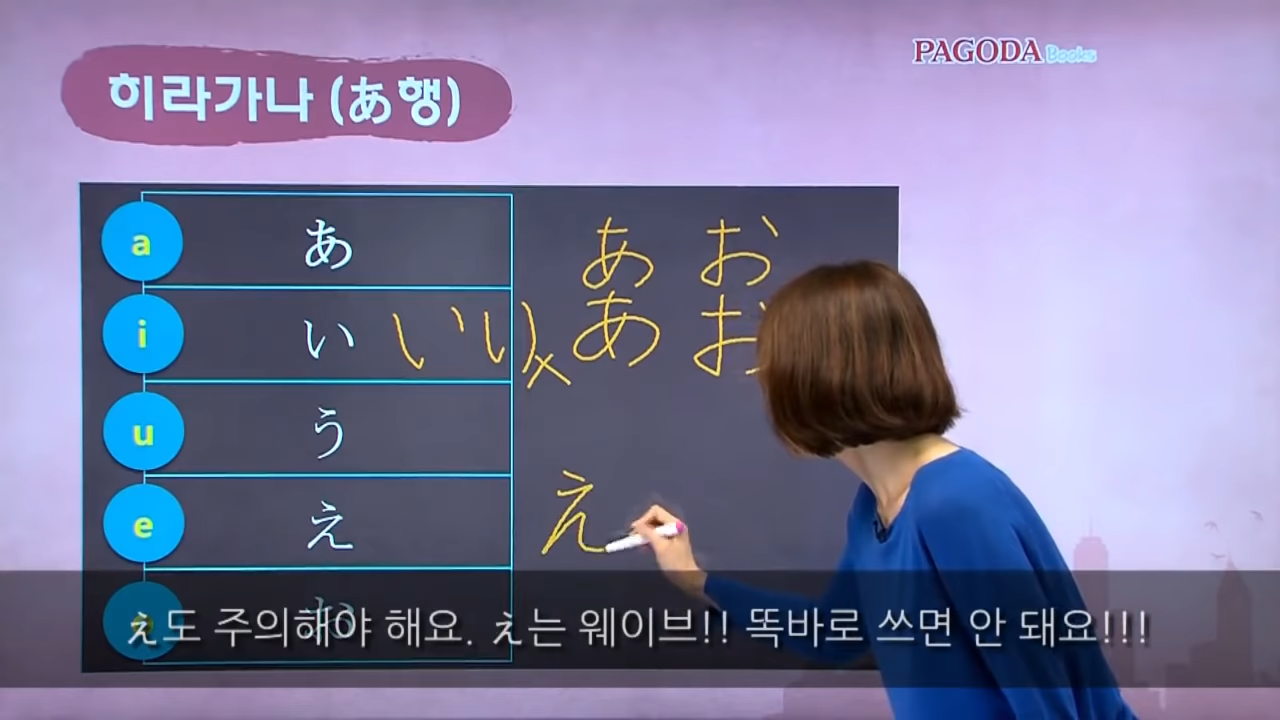 PAGODA Books
히라가나 (あ행)
a あ あ お
i い い り x あ お
u う
e え え
お
え도 주의해야 해요. え는 웨이브!! 똑바로 쓰면 안 돼요!!!